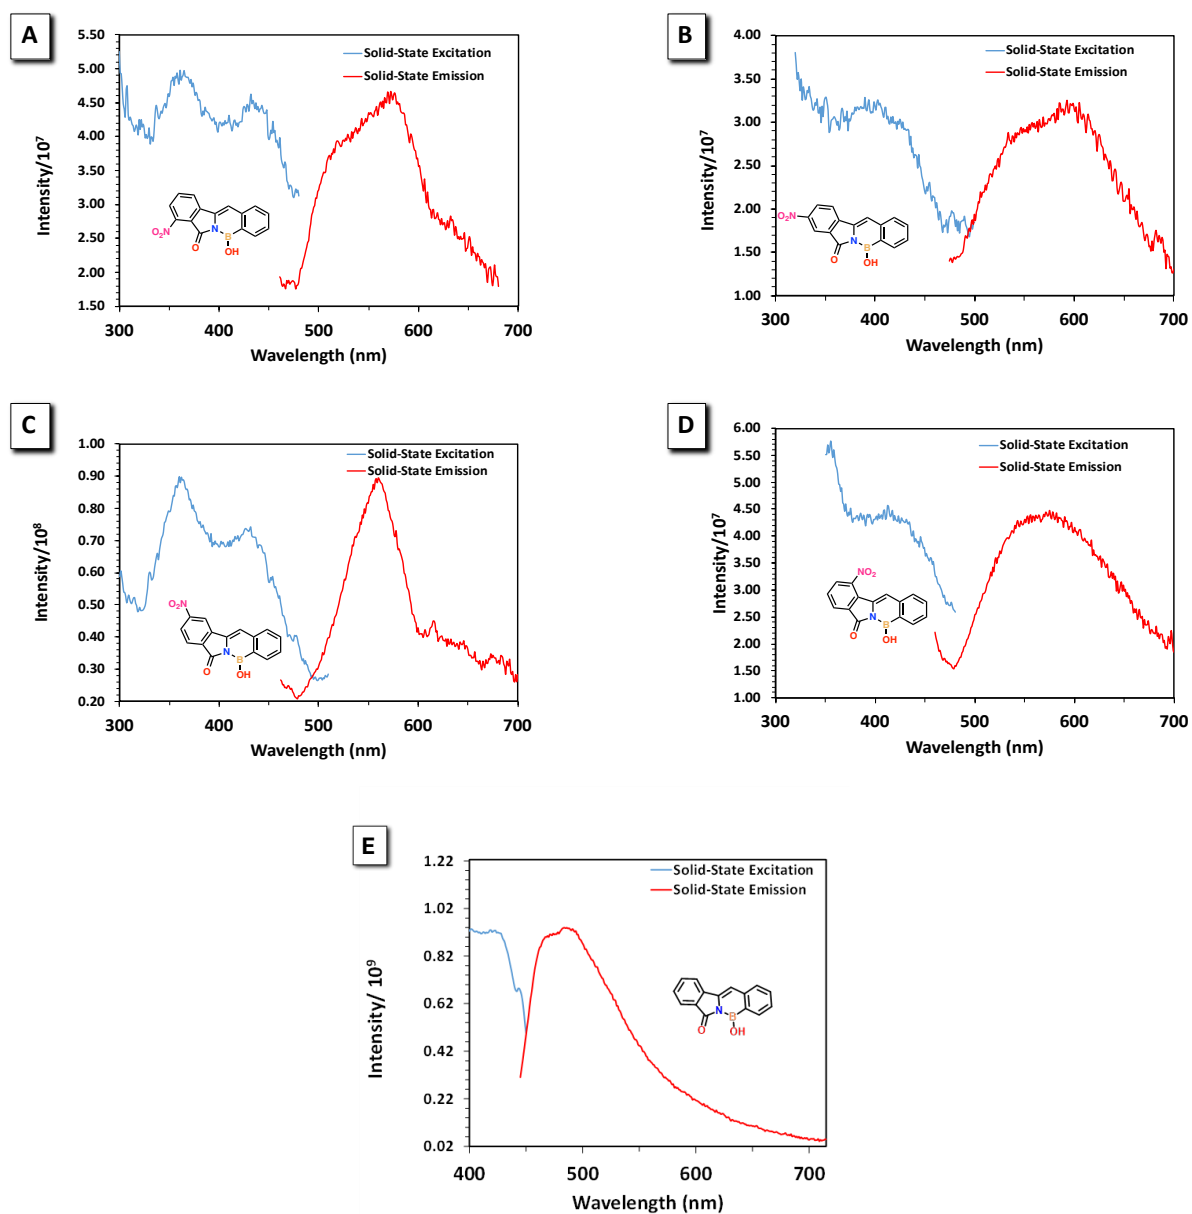 A
5.50
5.00
4.50
4.00
3.50
3.00
2.50
2.00
1.50
Intensity/10⁷
Solid-State Excitation
Solid-State Emission
O₂N
O
N
B
OH
300 400 500 600 700
Wavelength (nm)
B
4.00
3.50
3.00
2.50
2.00
1.50
1.00
Intensity/10⁷
Solid-State Excitation
Solid-State Emission
O₂N
O
N
B
OH
300 400 500 600 700
Wavelength (nm)
C
1.00
0.90
0.80
0.70
0.60
0.50
0.40
0.30
0.20
Intensity/10⁸
Solid-State Excitation
Solid-State Emission
O₂N
O
N
B
OH
300 400 500 600 700
Wavelength (nm)
D
6.00
5.50
5.00
4.50
4.00
3.50
3.00
2.50
2.00
1.50
1.00
Intensity/10⁷
Solid-State Excitation
Solid-State Emission
NO₂
O
N
B
OH
300 400 500 600 700
Wavelength (nm)
E
1.22
1.02
0.82
0.62
0.42
0.22
0.02
Intensity/ 10⁹
Solid-State Excitation
Solid-State Emission
O
N
B
OH
400 500 600 700
Wavelength (nm)